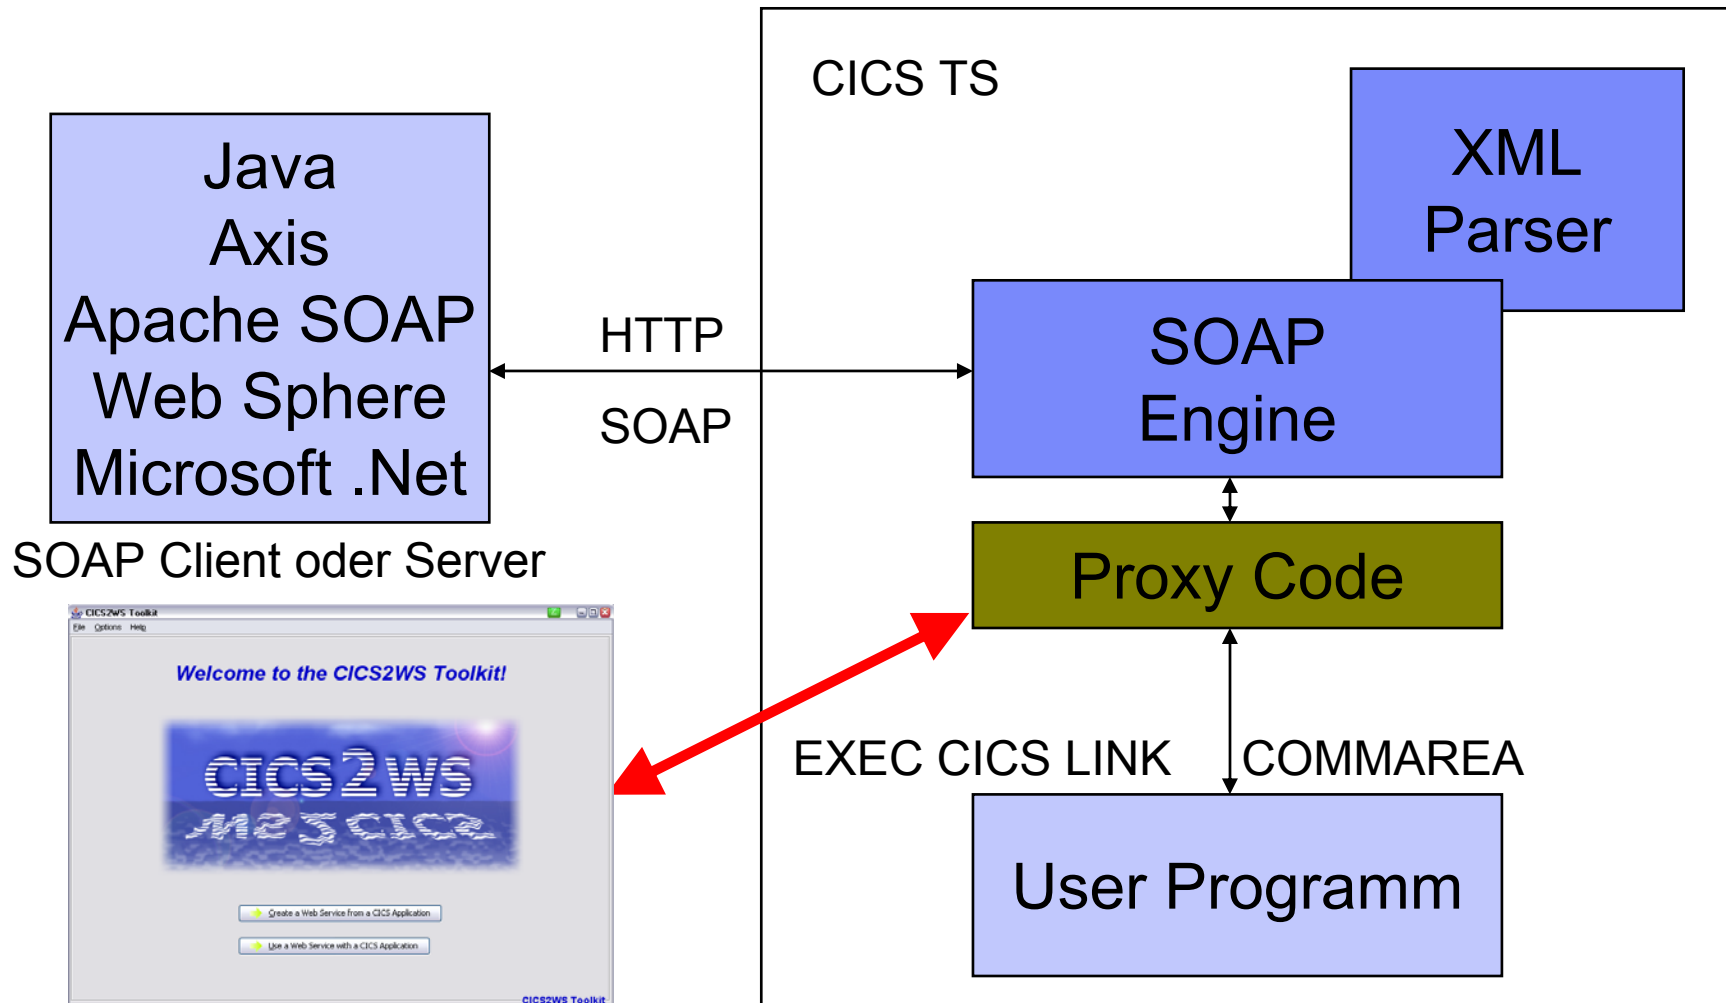 CICS TS
Java
Axis
Apache SOAP
Web Sphere
Microsoft .Net
SOAP Client oder Server
HTTP
SOAP
XML
Parser
SOAP
Engine
Proxy Code
EXEC CICS LINK
COMMAREA
User Programm
CICS2WS Toolkit
File Options Help
Welcome to the CICS2WS Toolkit!
CICS2WS
CICS2WS
Create a Web Service from a CICS Application
Use a Web Service with a CICS Application
CICS2WS Toolkit